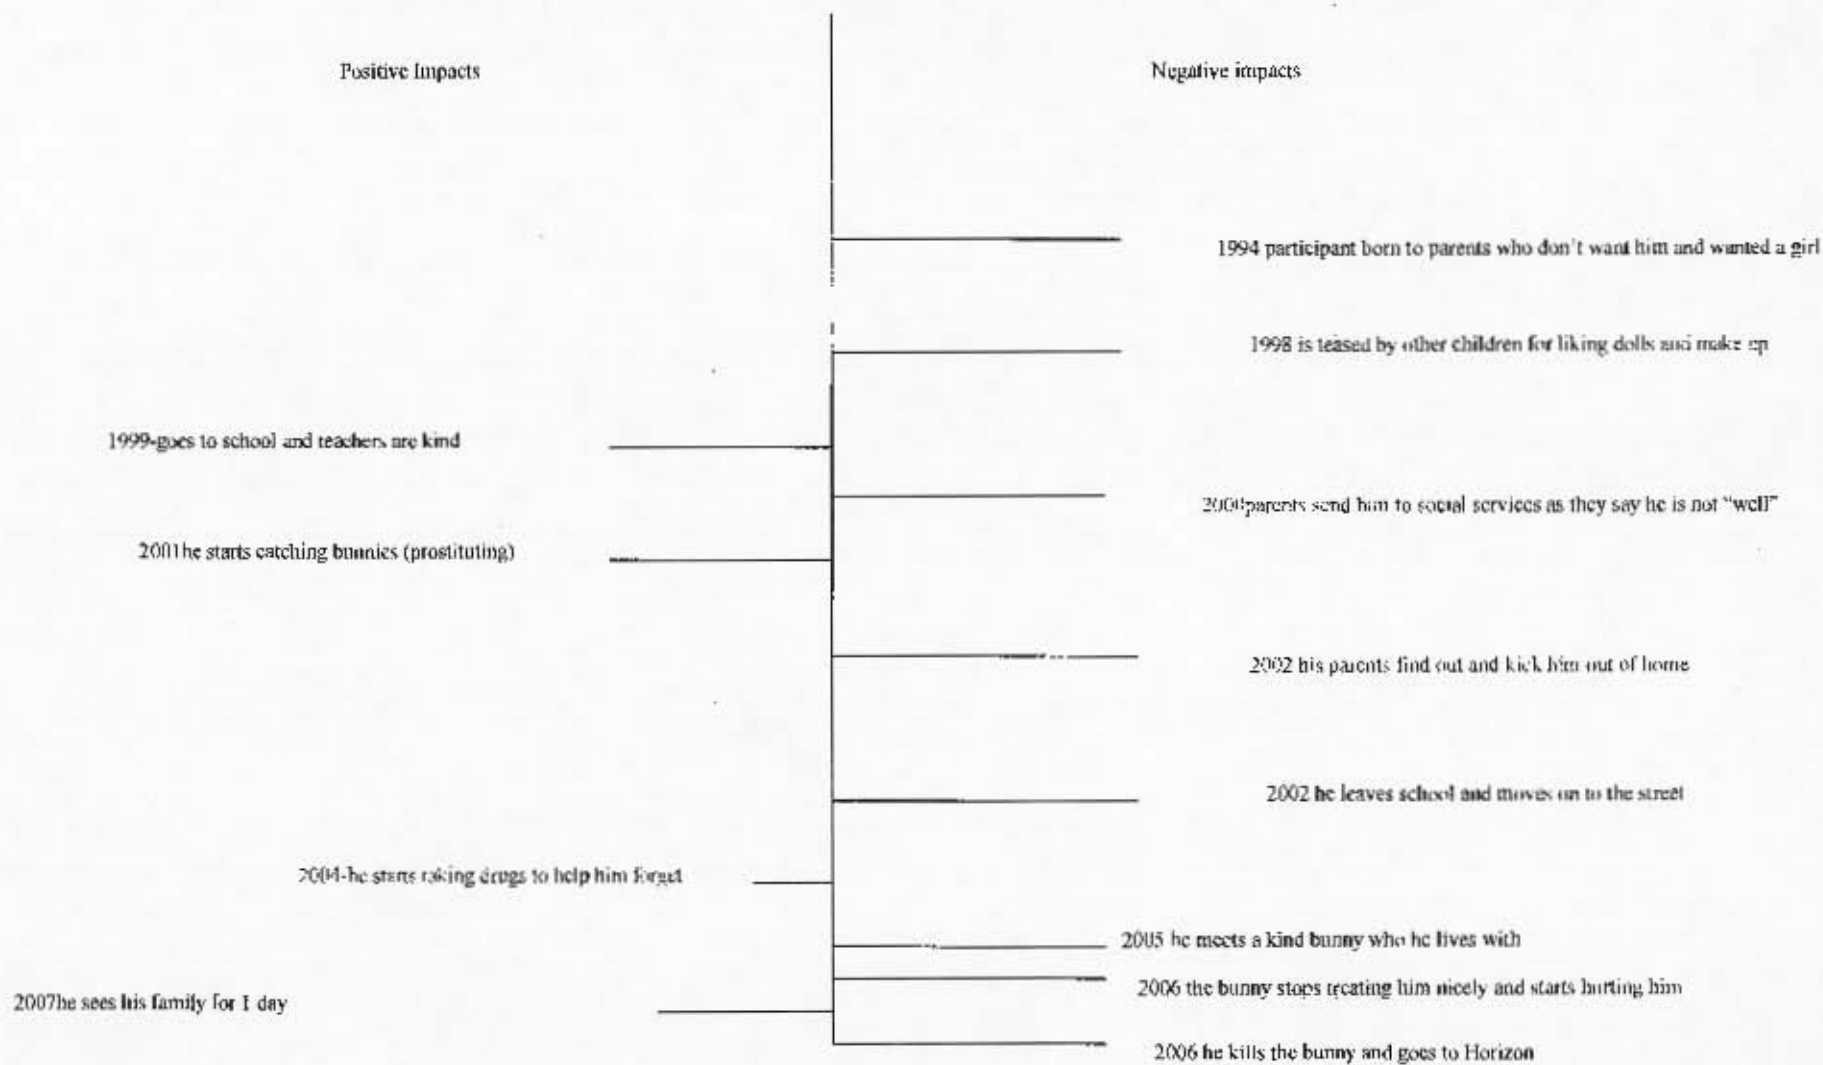 Positive Impacts
Negative impacts
1994 participant born to parents who don't want him and wanted a girl
1998 is teased by other children for liking dolls and make up
1999-goes to school and teachers are kind
parents send him to social services as they say he is not "well"
2001he starts catching bunnies (prostituting)
2002 his parents find out and kick him out of home
2002 he leaves school and moves on to the street
2004-he starts taking drugs to help him forget
2005 he meets a kind bunny who he lives with
2006 the bunny stops treating him nicely and starts hurting him
2007he sees his family for 1 day
2006 he kills the bunny and goes to Horizon